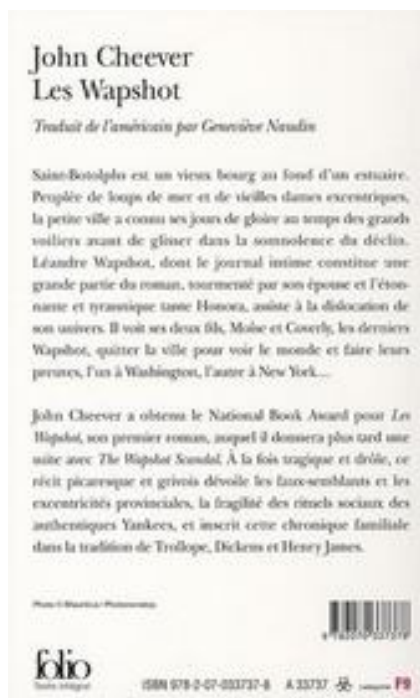 John Cheever
Les Wapshot
Traduit de l'américain par Geneviève Naudin
Saint-Botolphs est un vieux bourg au fond d'un estuaire.
Peuplée de loups de mer et de vieilles dames excentriques,
la petite ville a connu ses jours de gloire au temps des grands
voiliers avant de glisser dans la somnolence du déclin.
Léandre Wapshot, dont le journal intime constitue une
grande partie du roman, tourmenté par son épouse et l'éton-
nante et tyrannique tante Honora, assiste à la dislocation de
son univers. Il voit ses deux fils, Moïse et Coverly, les derniers
Wapshot, quitter la ville pour voir le monde et faire leurs
preuves, l'un à Washington, l'autre à New York...
John Cheever a obtenu le National Book Award pour Les
Wapshot, son premier roman, auquel il donnera plus tard une
suite avec The Wapshot Scandal. À la fois tragique et drôle, ce
récit picaresque et grivois dévoile les faux-semblants et les
excentricités provinciales, la fragilité des rituels sociaux des
authentiques Yankees, et inscrit cette chronique familiale
dans la tradition de Trollope, Dickens et Henry James.
Photo ©
folio
Texte intégral
ISBN 978-2-07-033737-8 A 33737 catégorie F9
9 782070 337378